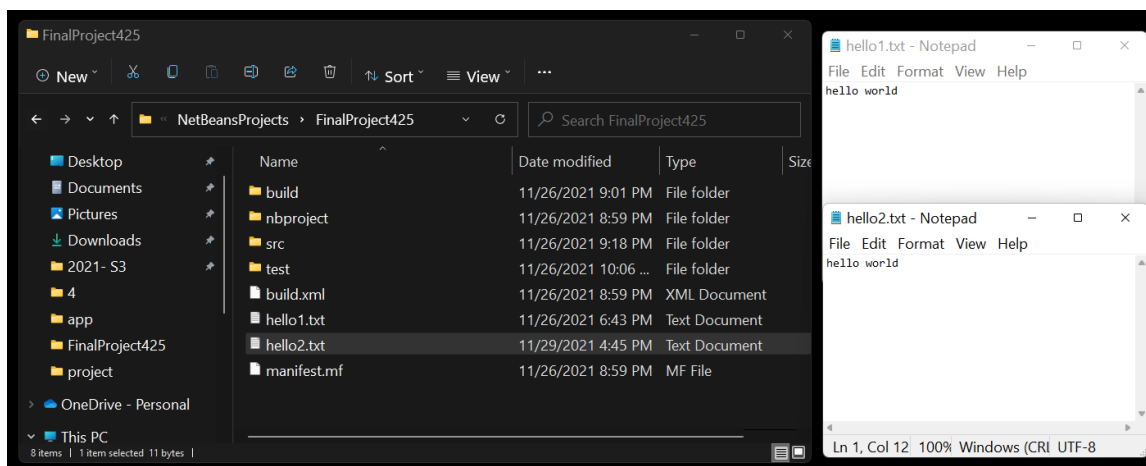 FinalProject425
New
Sort
View
NetBeansProjects
FinalProject425
Search FinalProject425
Desktop
Documents
Pictures
Downloads
2021- S3
4
app
FinalProject425
project
OneDrive - Personal
This PC
Name Date modified Type Size
build 11/26/2021 9:01 PM File folder
nbproject 11/26/2021 8:59 PM File folder
src 11/26/2021 9:18 PM File folder
test 11/26/2021 10:06 ... File folder
build.xml 11/26/2021 8:59 PM XML Document
hello1.txt 11/26/2021 6:43 PM Text Document
hello2.txt 11/29/2021 4:45 PM Text Document
manifest.mf 11/26/2021 8:59 PM MF File
8 items 1 item selected 11 bytes
hello1.txt - Notepad
File Edit Format View Help
hello world
hello2.txt - Notepad
File Edit Format View Help
hello world
Ln 1, Col 12 100% Windows (CRL UTF-8